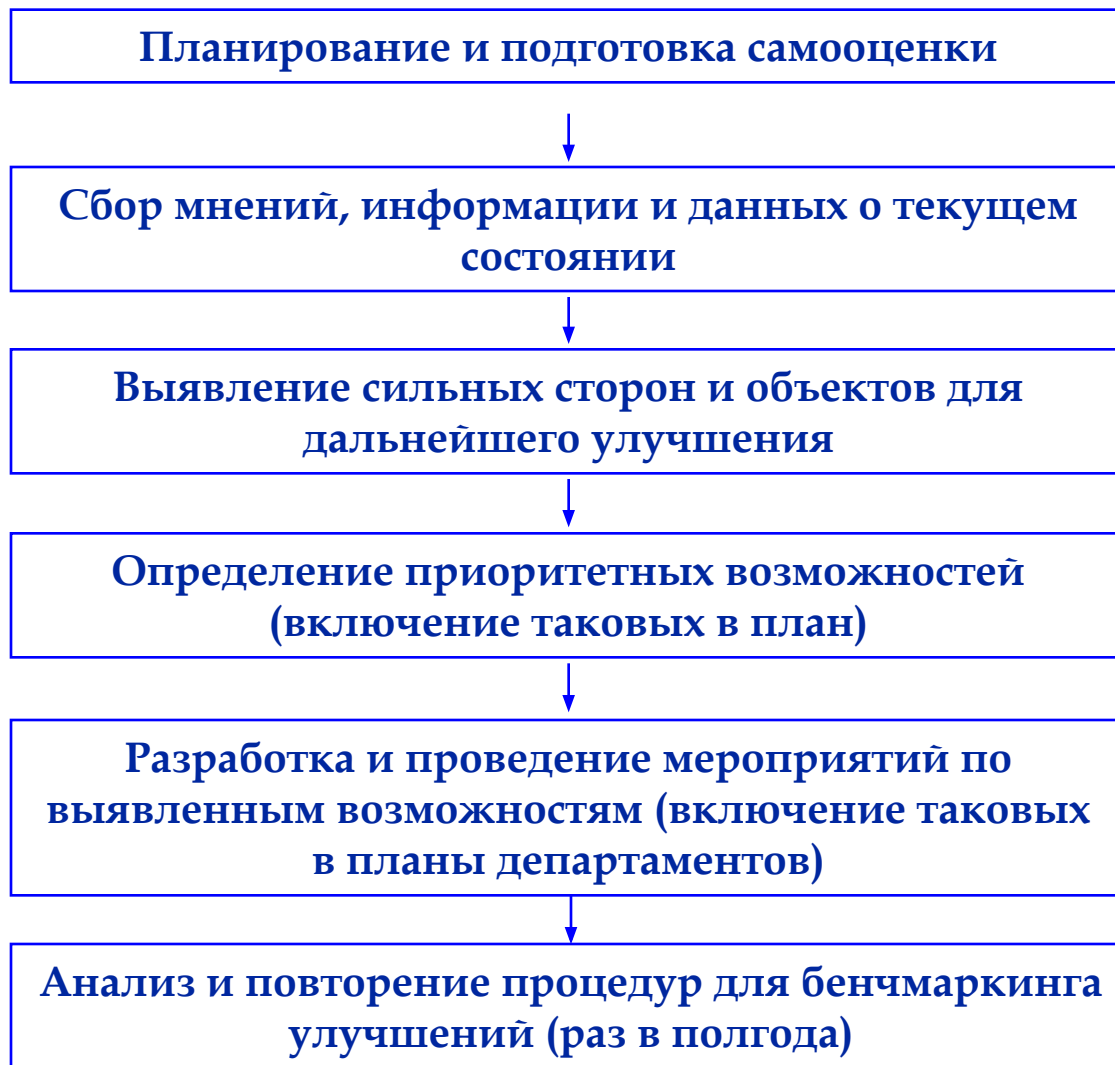 Планирование и подготовка самооценки
Сбор мнений, информации и данных о текущем
состоянии
Выявление сильных сторон и объектов для
дальнейшего улучшения
Определение приоритетных возможностей
(включение таковых в план)
Разработка и проведение мероприятий по
выявленным возможностям (включение таковых
в планы департаментов)
Анализ и повторение процедур для бенчмаркинга
улучшений (раз в полгода)